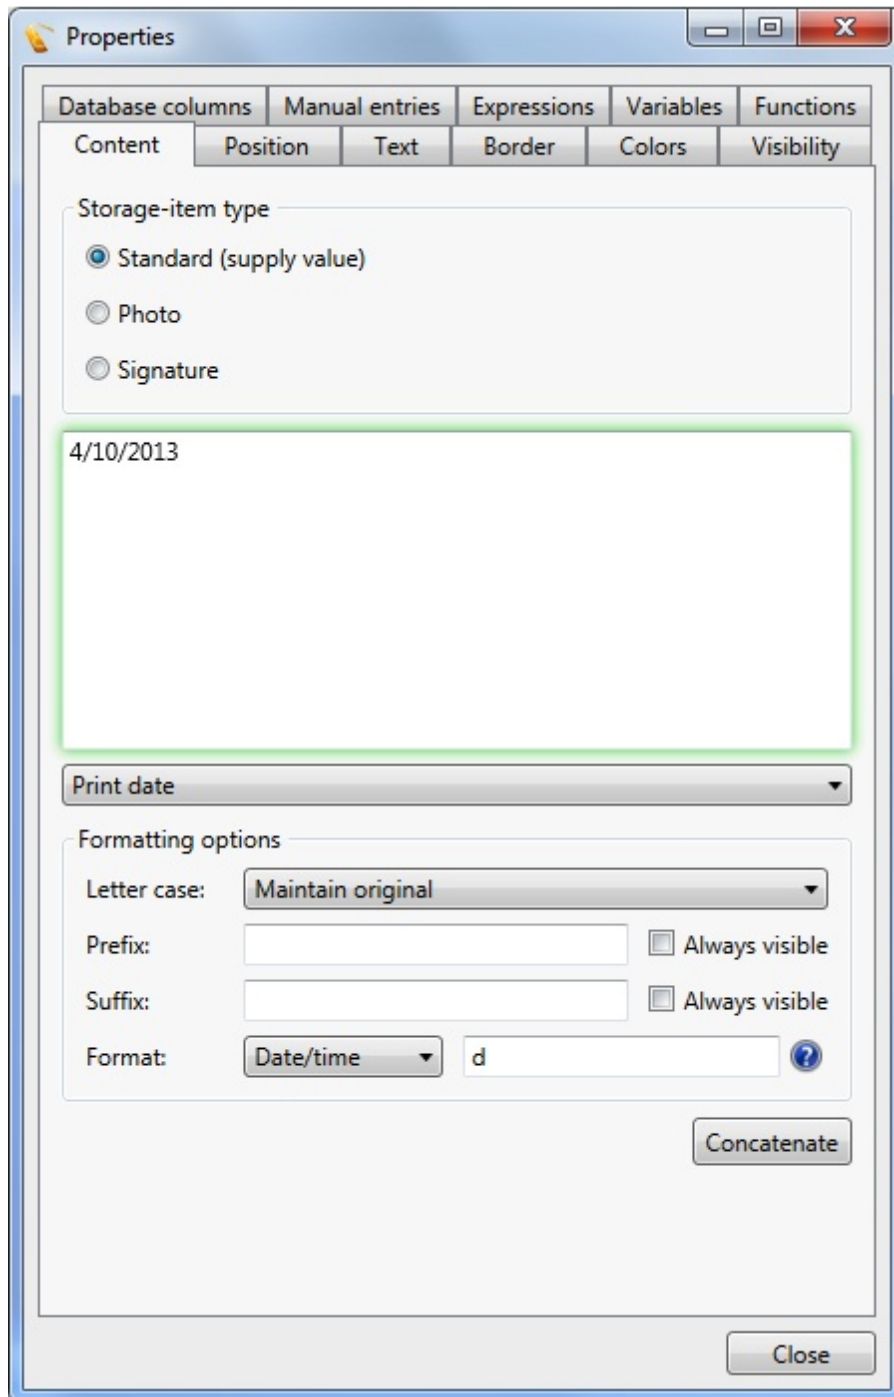 Properties
Database columns Manual entries Expressions Variables Functions
Content Position Text Border Colors Visibility
Storage-item type
Standard (supply value)
Photo
Signature
4/10/2013
Print date
Formatting options
Letter case: Maintain original
Prefix: Always visible
Suffix: Always visible
Format: Date/time d ?
Concatenate
Close